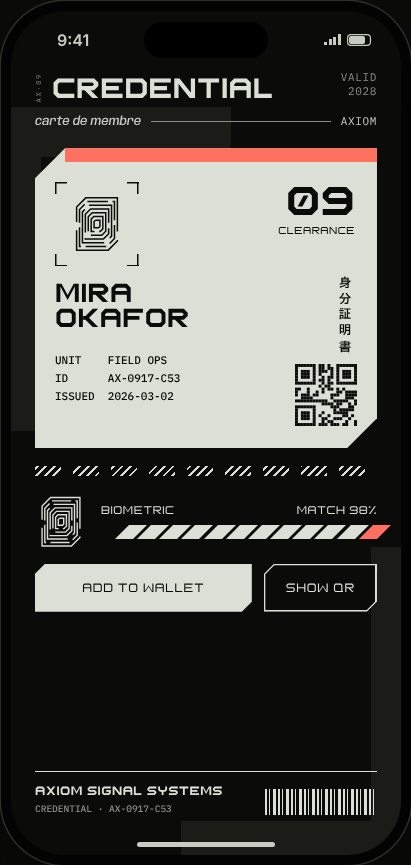 9:41
AX·09
CREDENTIAL
VALID
2028
carte de membre
AXIOM
09
CLEARANCE
MIRA
OKAFOR
身分証明書
UNIT FIELD OPS
ID AX-0917-C53
ISSUED 2026-03-02
BIOMETRIC
MATCH 98%
ADD TO WALLET
SHOW QR
AXIOM SIGNAL SYSTEMS
CREDENTIAL · AX-0917-C53